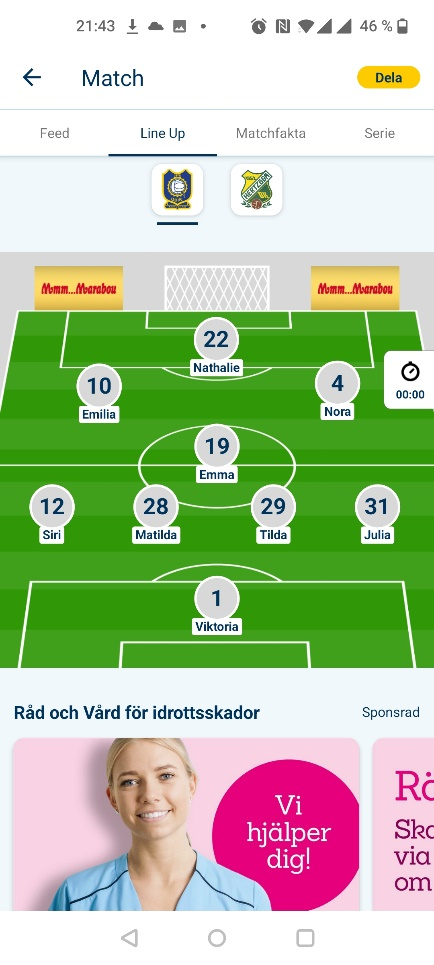 21:43
46 %
Match
Dela
Feed
Line Up
Matchfakta
Serie
Mmm...Marabou
Mmm...Marabou
22
Nathalie
10
Emilia
4
Nora
00:00
19
Emma
12
Siri
28
Matilda
29
Tilda
31
Julia
1
Viktoria
Råd och Vård för idrottsskador
Sponsrad
Vi
hjälper
dig!
via
om